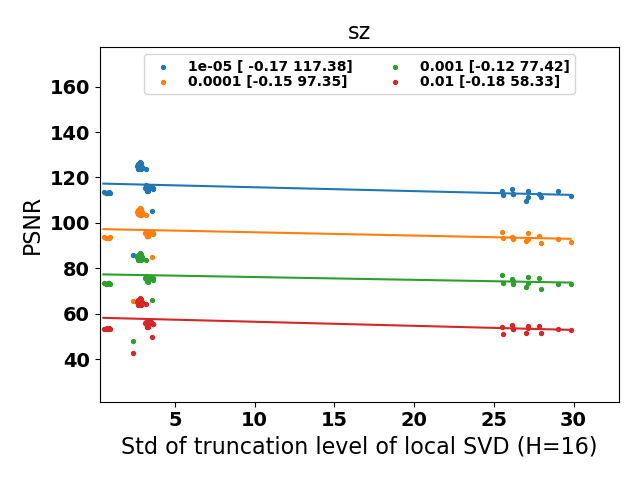 sz
1e-05 [ -0.17 117.38]
0.0001 [-0.15 97.35]
0.001 [-0.12 77.42]
0.01 [-0.18 58.33]
PSNR
160
140
120
100
80
60
40
5 10 15 20 25 30
Std of truncation level of local SVD (H=16)